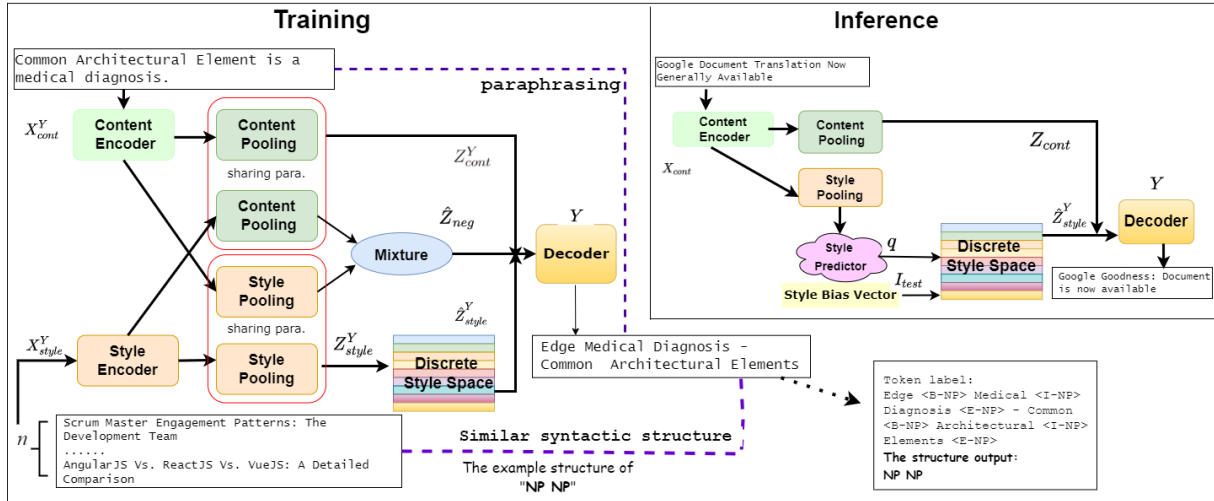 Training
Common Architectural Element is a
medical diagnosis.
paraphrasing
X^Y_cont
Content
Encoder
Content
Pooling
sharing para.
Content
Pooling
Z^Y_cont
Ẑ_neg
Mixture
Y
Decoder
Style
Pooling
sharing para.
Style
Pooling
X^Y_style
Style
Encoder
Z^Y_style
Ẑ^Y_style
Discrete
Style Space
Edge Medical Diagnosis -
Common Architectural Elements
n
Scrum Master Engagement Patterns: The
Development Team
......
AngularJS Vs. ReactJS Vs. VueJS: A Detailed
Comparison
Similar syntactic structure
The example structure of
"NP NP"
Inference
Google Document Translation Now
Generally Available
Content
Encoder
Content
Pooling
X_cont
Z_cont
Style
Pooling
Style
Predictor
q
Style Bias Vector
I_test
Discrete
Style Space
Ẑ^Y_style
Y
Decoder
Google Goodness: Document
is now available
Token label:
Edge <B-NP> Medical <I-NP>
Diagnosis <E-NP> - Common
<B-NP> Architectural <I-NP>
Elements <E-NP>
The structure output:
NP NP